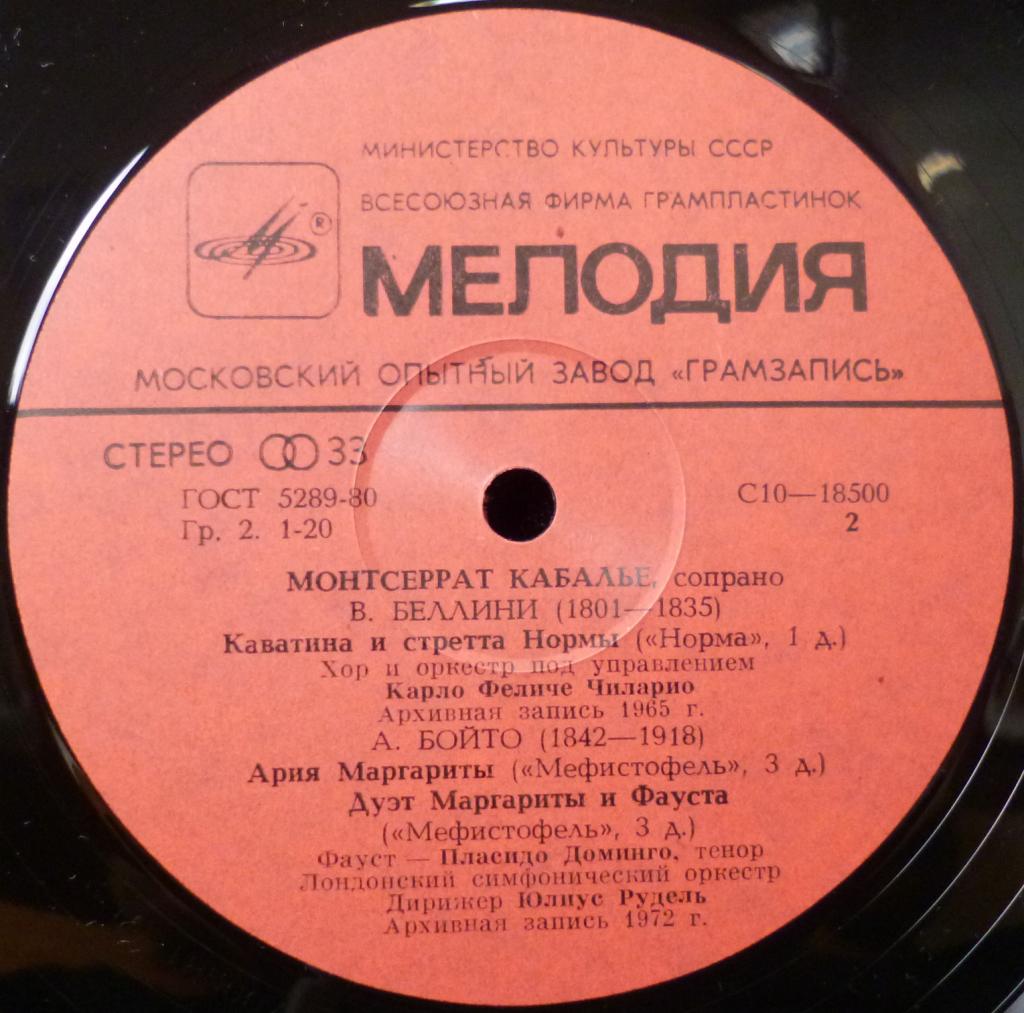 МИНИСТЕРСТВО КУЛЬТУРЫ СССР
ВСЕСОЮЗНАЯ ФИРМА ГРАМПЛАСТИНОК
®
МЕЛОДИЯ
МОСКОВСКИЙ ОПЫТНЫЙ ЗАВОД «ГРАМЗАПИСЬ»
СТЕРЕО 33
ГОСТ 5289-80 С10—18500
Гр. 2. 1-20 2
МОНТСЕРРАТ КАБАЛЬЕ, сопрано
В. БЕЛЛИНИ (1801—1835)
Каватина и стретта Нормы («Норма», 1 д.)
Хор и оркестр под управлением
Карло Феличе Чиларио
Архивная запись 1965 г.
А. БОЙТО (1842—1918)
Ария Маргариты («Мефистофель», 3 д.)
Дуэт Маргариты и Фауста
(«Мефистофель», 3 д.)
Фауст — Пласидо Доминго, тенор
Лондонский симфонический оркестр
Дирижер Юлиус Рудель
Архивная запись 1972 г.